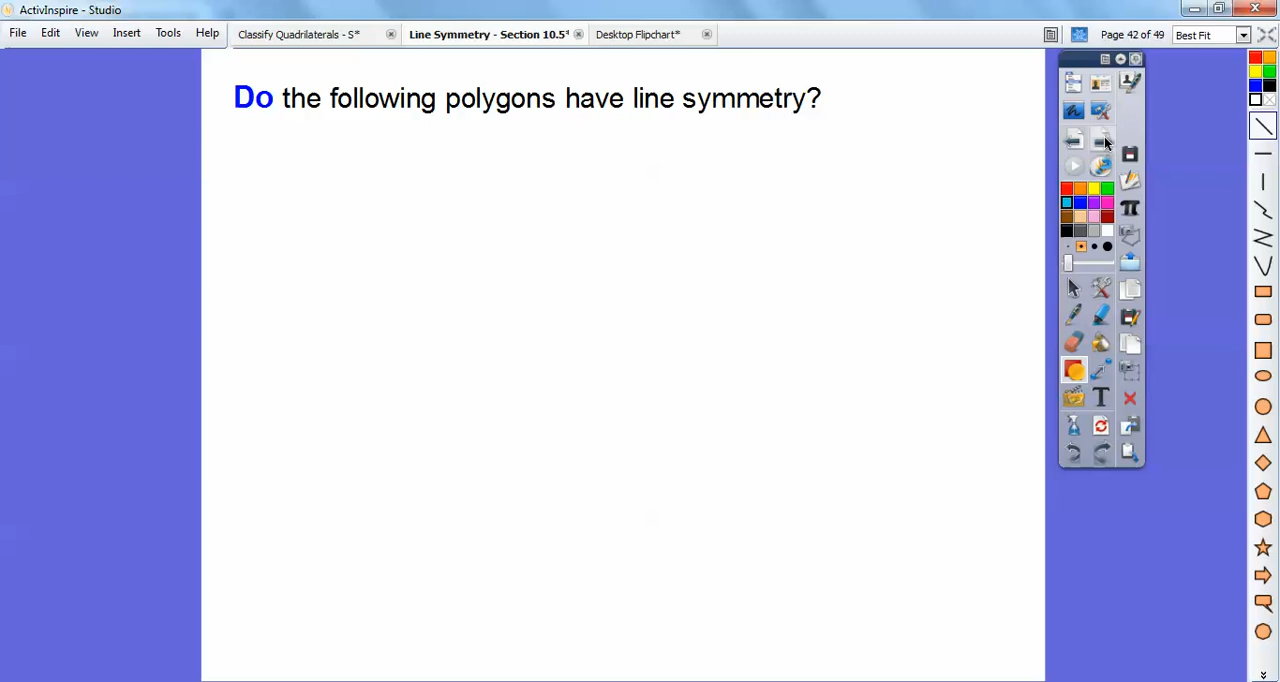 ActivInspire - Studio
File Edit View Insert Tools Help
Classify Quadrilaterals - S* Line Symmetry - Section 10.5* Desktop Flipchart* Page 42 of 49 Best Fit
Do the following polygons have line symmetry?